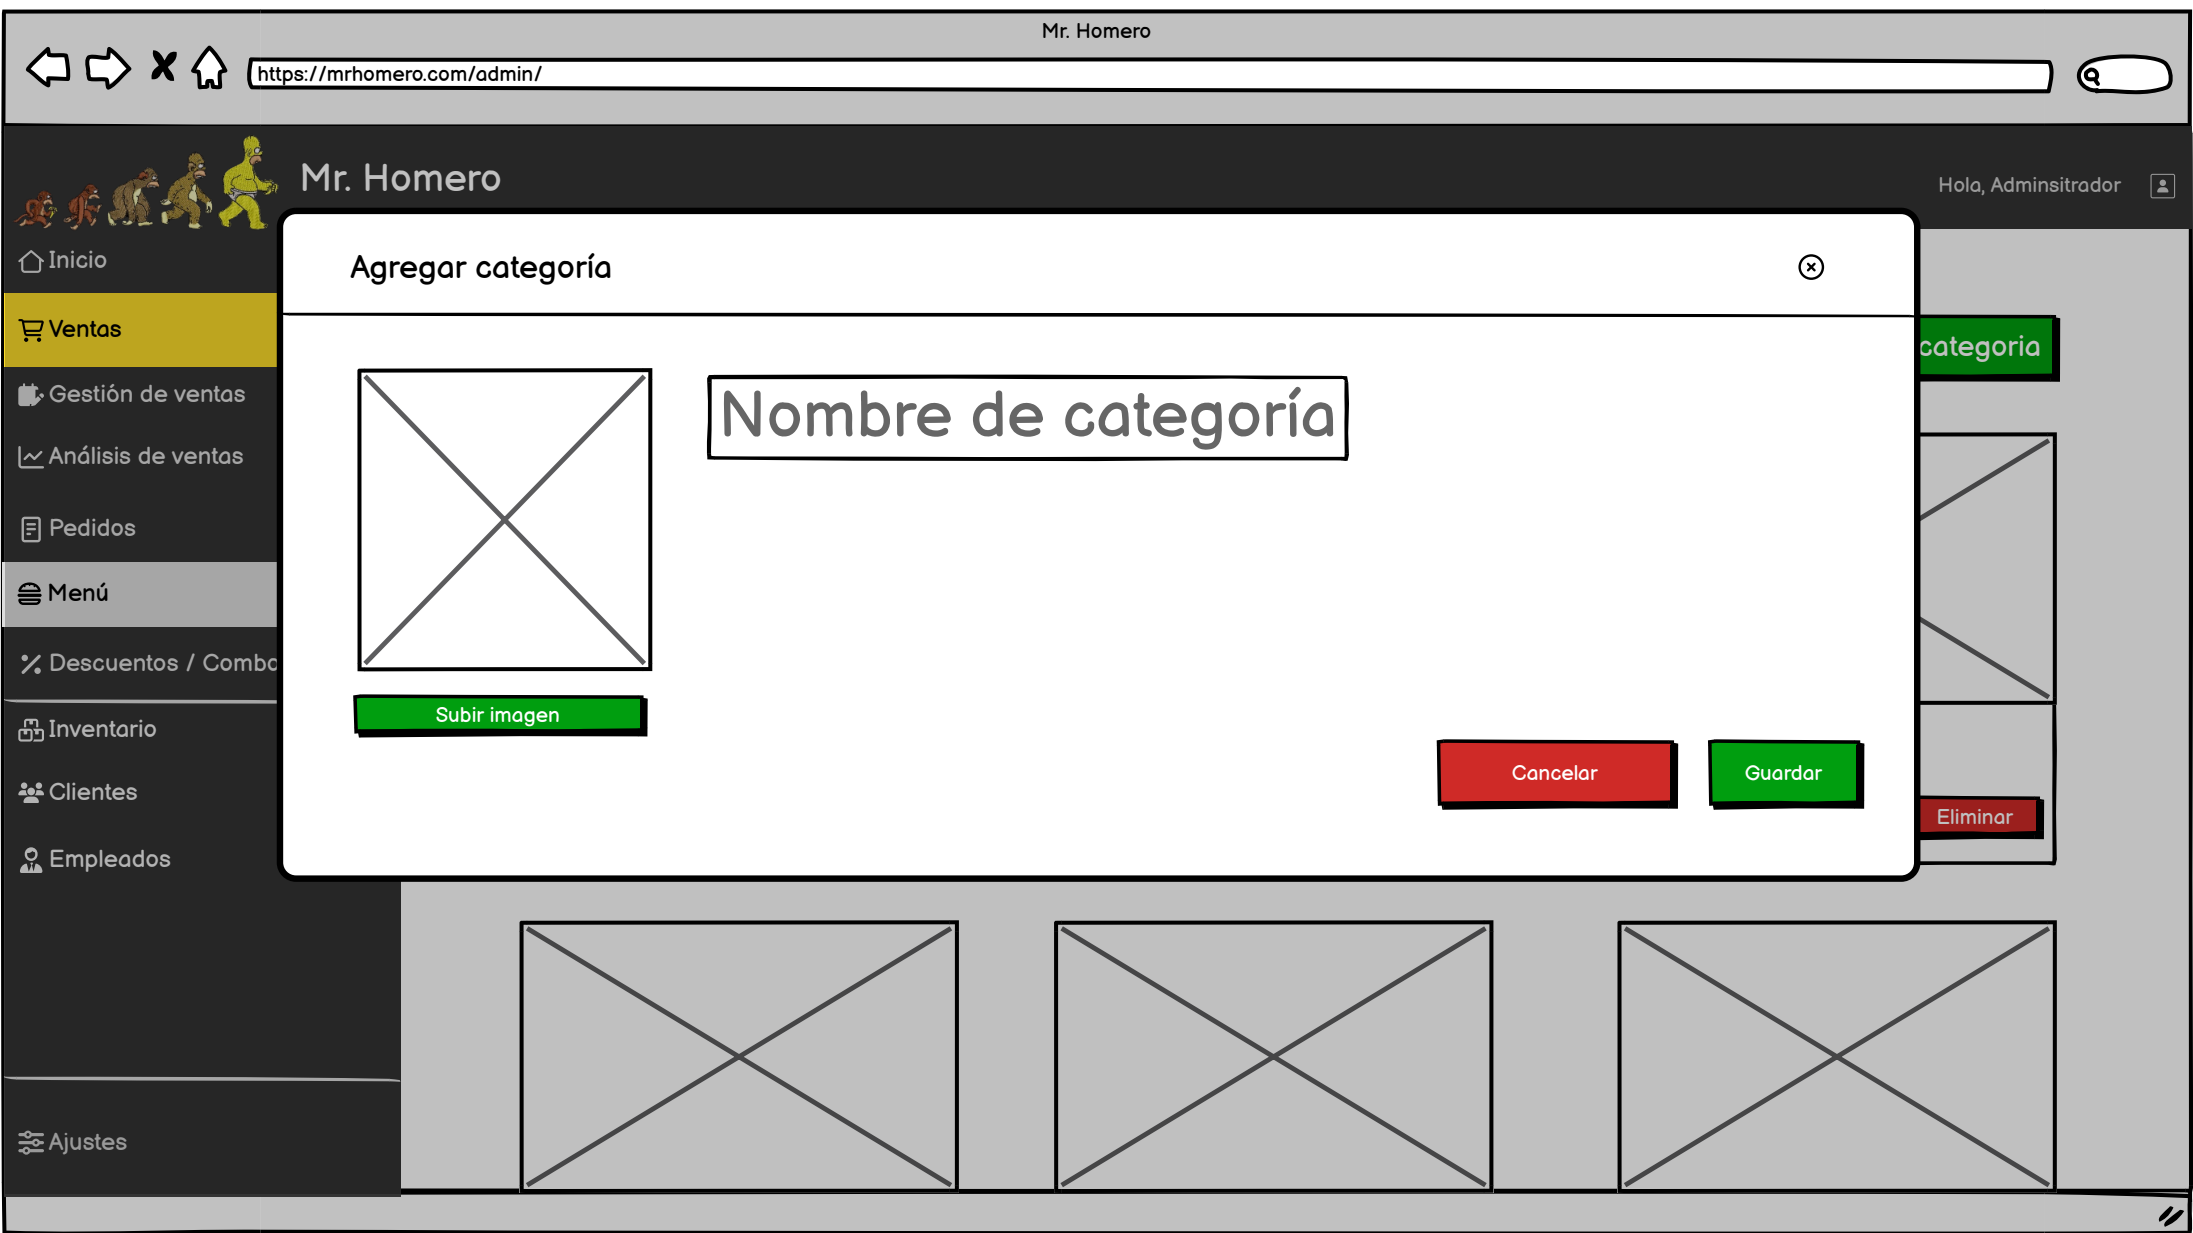 Mr. Homero
https://mrhomero.com/admin/
Mr. Homero
Hola, Adminsitrador
Inicio
Ventas
Gestión de ventas
Análisis de ventas
Pedidos
Menú
Descuentos / Combo
Inventario
Clientes
Empleados
Ajustes
Agregar categoría
categoria
Nombre de categoría
Subir imagen
Cancelar
Guardar
Eliminar